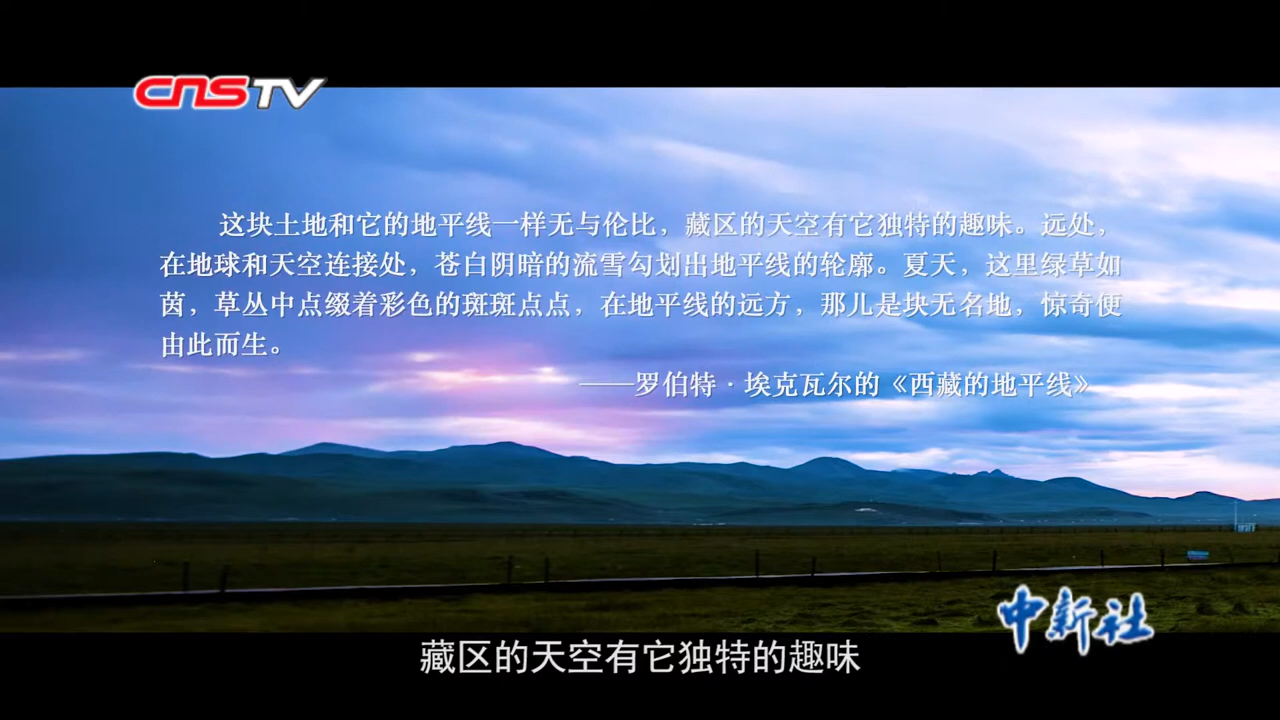 CNSTV
这块土地和它的地平线一样无与伦比，藏区的天空有它独特的趣味。远处，
在地球和天空连接处，苍白阴暗的流雪勾划出地平线的轮廓。夏天，这里绿草如
茵，草丛中点缀着彩色的斑斑点点，在地平线的远方，那儿是块无名地，惊奇便
由此而生。
——罗伯特·埃克瓦尔的《西藏的地平线》
中新社
藏区的天空有它独特的趣味